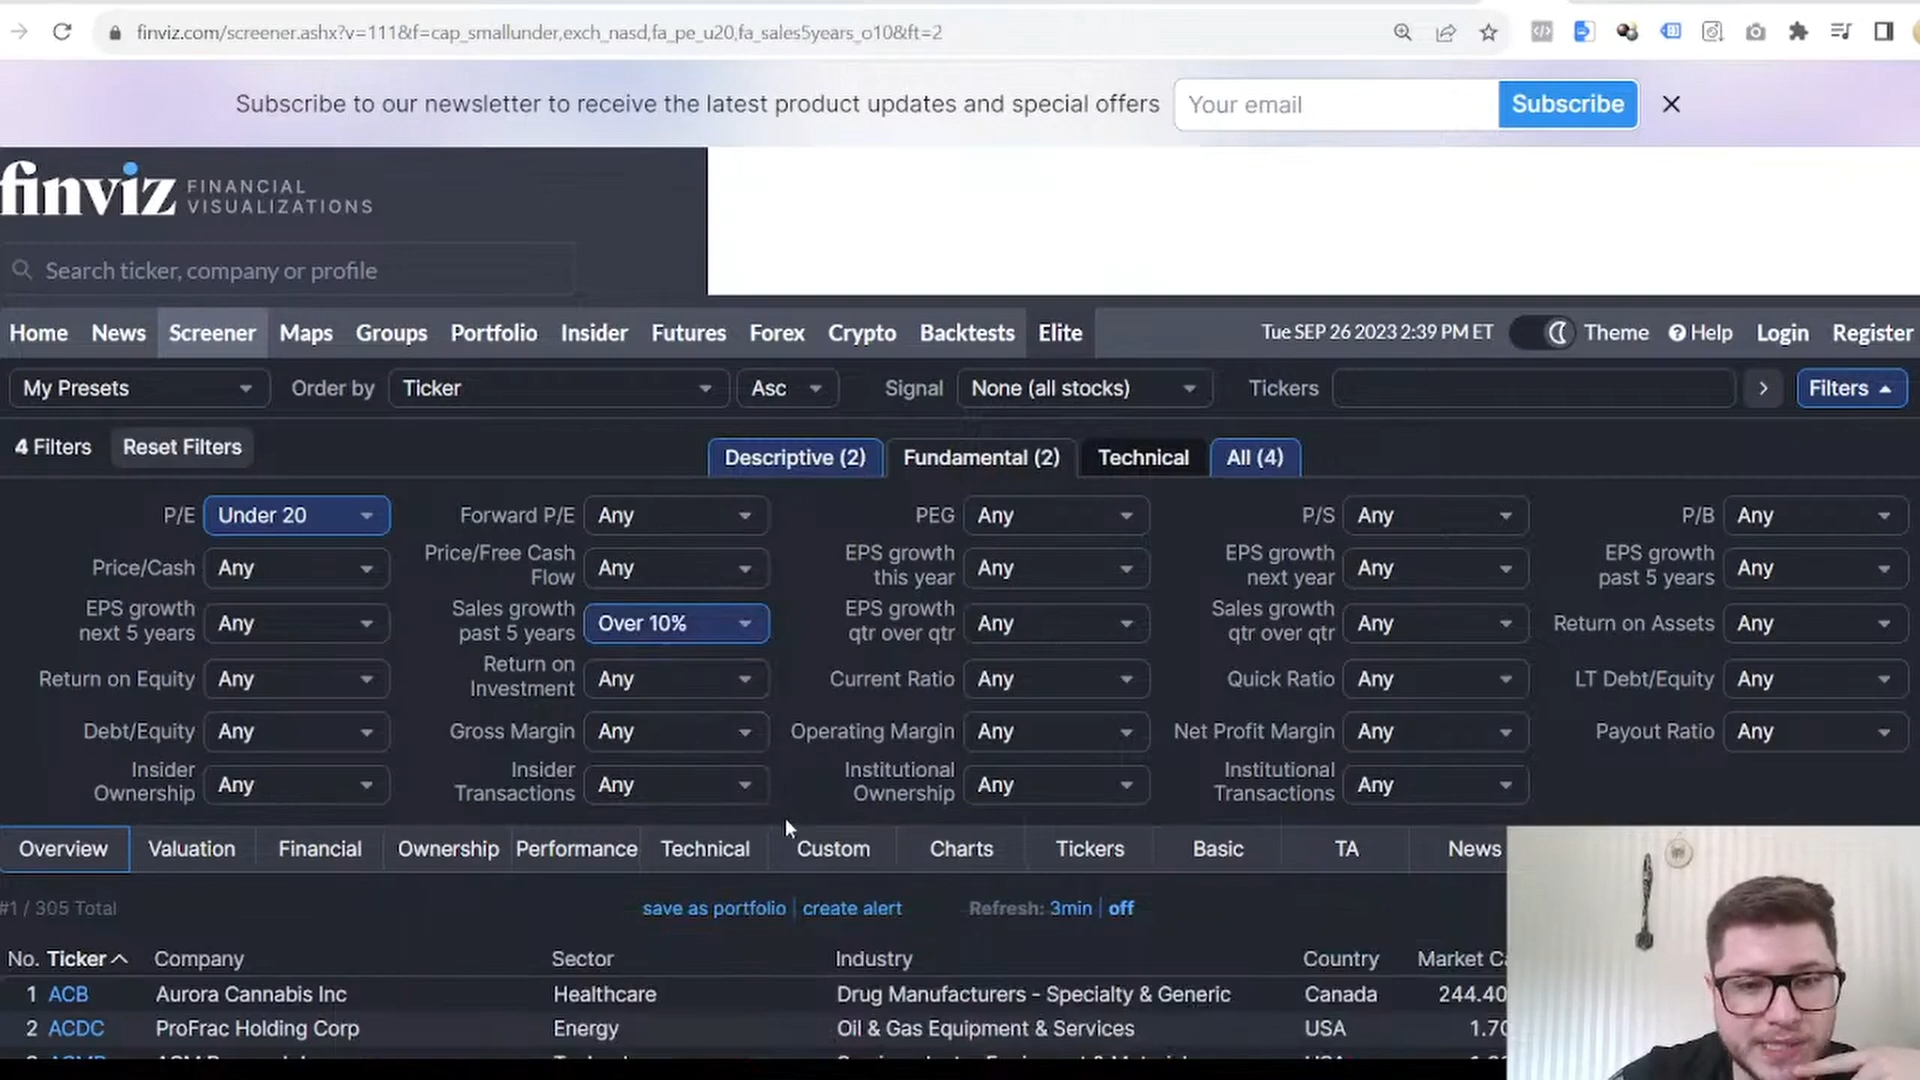 finviz.com/screener.ashx?v=111&f=cap_smallunder,exch_nasd,fa_pe_u20,fa_sales5years_o10&ft=2
Subscribe to our newsletter to receive the latest product updates and special offers Your email Subscribe
finviz FINANCIAL VISUALIZATIONS
Search ticker, company or profile
Home News Screener Maps Groups Portfolio Insider Futures Forex Crypto Backtests Elite Tue SEP 26 2023 2:39 PM ET Theme Help Login Register
My Presets Order by Ticker Asc Signal None (all stocks) Tickers > Filters
4 Filters Reset Filters Descriptive (2) Fundamental (2) Technical All (4)
P/E Under 20 Forward P/E Any PEG Any P/S Any P/B Any
Price/Cash Any Price/Free Cash Flow Any EPS growth this year Any EPS growth next year Any EPS growth past 5 years Any
EPS growth next 5 years Any Sales growth past 5 years Over 10% EPS growth qtr over qtr Any Sales growth qtr over qtr Any Return on Assets Any
Return on Equity Any Return on Investment Any Current Ratio Any Quick Ratio Any LT Debt/Equity Any
Debt/Equity Any Gross Margin Any Operating Margin Any Net Profit Margin Any Payout Ratio Any
Insider Ownership Any Insider Transactions Any Institutional Ownership Any Institutional Transactions Any
Overview Valuation Financial Ownership Performance Technical Custom Charts Tickers Basic TA News
#1 / 305 Total save as portfolio | create alert Refresh: 3min | off
No. Ticker Company Sector Industry Country Market
1 ACB Aurora Cannabis Inc Healthcare Drug Manufacturers - Specialty & Generic Canada 244.40
2 ACDC ProFrac Holding Corp Energy Oil & Gas Equipment & Services USA 1.70